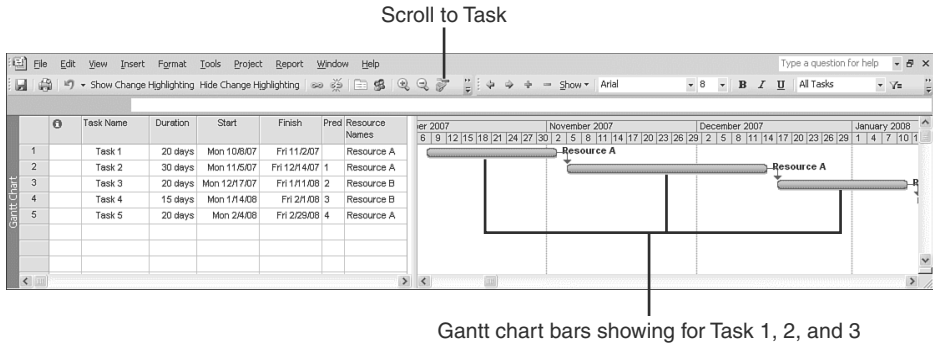 Scroll to Task
File Edit View Insert Format Tools Project Report Window Help Type a question for help
Show Change Highlighting Hide Change Highlighting Show Arial 8 B I U All Tasks
Task Name Duration Start Finish Pred Resource Names
er 2007 November 2007 December 2007 January 2008
6 9 12 15 18 21 24 27 30 2 5 8 11 14 17 20 23 26 29 2 5 8 11 14 17 20 23 26 29 1 4 7 10 1
1 Task 1 20 days Mon 10/8/07 Fri 11/2/07 Resource A
Resource A
2 Task 2 30 days Mon 11/5/07 Fri 12/14/07 1 Resource A
Resource A
3 Task 3 20 days Mon 12/17/07 Fri 1/11/08 2 Resource B
R
4 Task 4 15 days Mon 1/14/08 Fri 2/1/08 3 Resource B
5 Task 5 20 days Mon 2/4/08 Fri 2/29/08 4 Resource A
Gantt Chart
Gantt chart bars showing for Task 1, 2, and 3